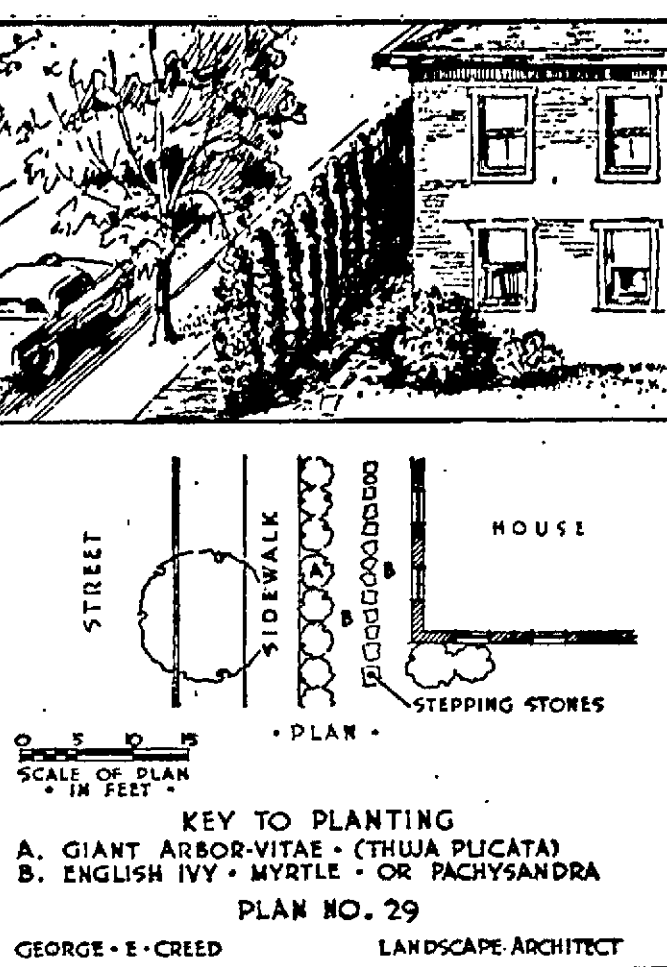 STREET
SIDEWALK
A
B
B
HOUSE
STEPPING STONES
• PLAN •
0 5 10 15
SCALE OF PLAN
• IN FEET •
KEY TO PLANTING
A. GIANT ARBOR-VITAE • (THUJA PLICATA)
B. ENGLISH IVY • MYRTLE • OR PACHYSANDRA
PLAN NO. 29
GEORGE • E • CREED LANDSCAPE ARCHITECT